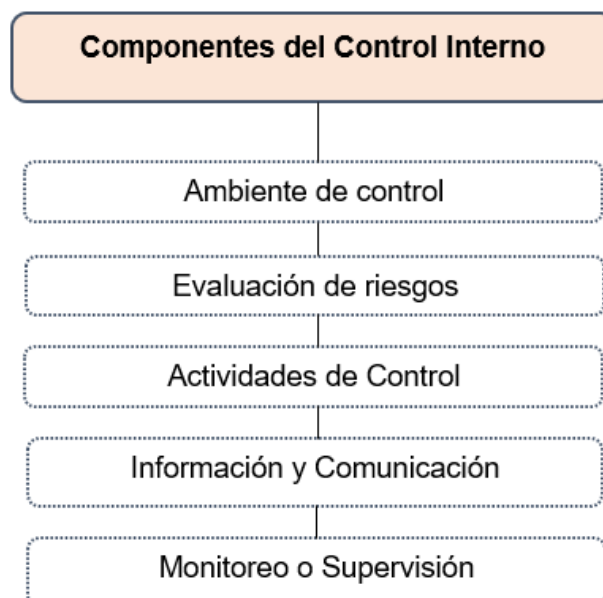 Componentes del Control Interno
Ambiente de control
Evaluación de riesgos
Actividades de Control
Información y Comunicación
Monitoreo o Supervisión